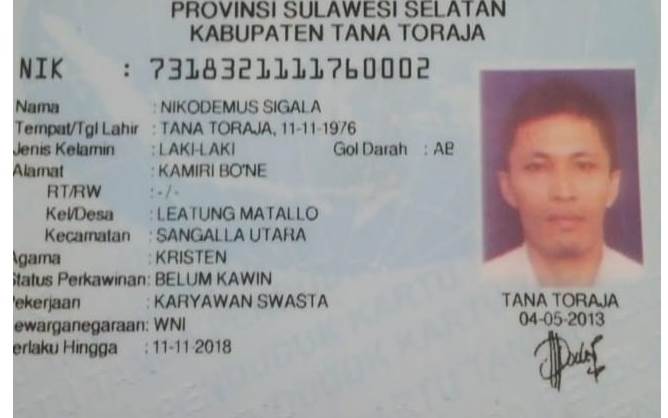 PROVINSI SULAWESI SELATAN
KABUPATEN TANA TORAJA
NIK : 7318321111760002
Nama : NIKODEMUS SIGALA
Tempat/Tgl Lahir : TANA TORAJA, 11-11-1976
Jenis Kelamin : LAKI-LAKI Gol Darah : AB
Alamat : KAMIRI BO'NE
RT/RW : - / -
Kel/Desa : LEATUNG MATALLO
Kecamatan : SANGALLA UTARA
Agama : KRISTEN
Status Perkawinan: BELUM KAWIN
ekerjaan : KARYAWAN SWASTA
ewarganegaraan: WNI
erlaku Hingga : 11-11-2018
TANA TORAJA
04-05-2013